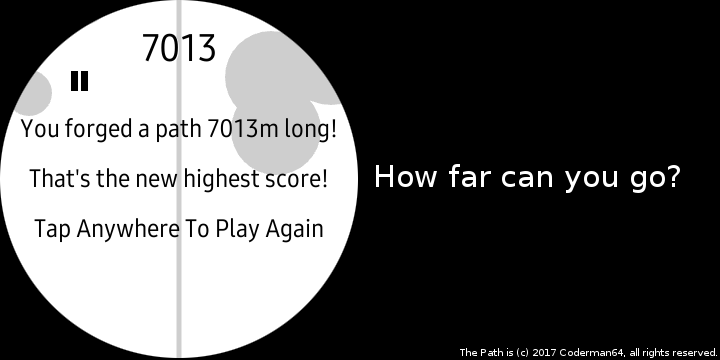 7013
You forged a path 7013m long!
That's the new highest score!
Tap Anywhere To Play Again
How far can you go?
The Path is (c) 2017 Coderman64, all rights reserved.